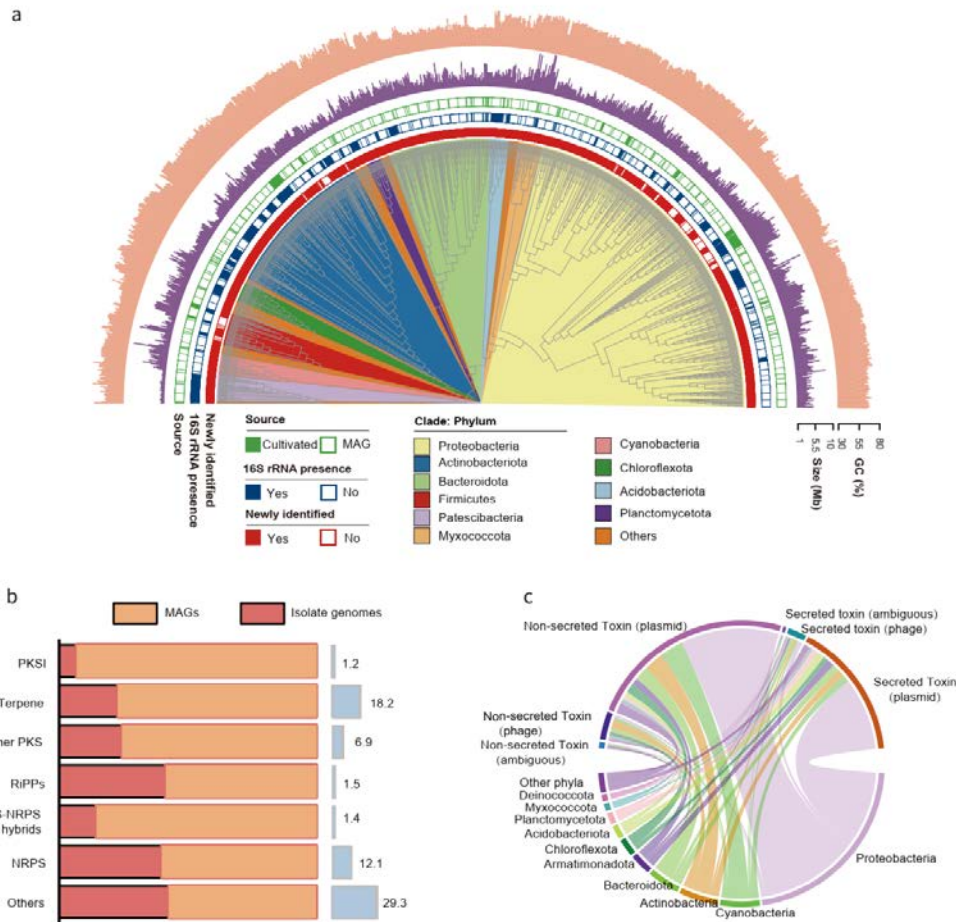 a
Newly identified
16S rRNA presence
Source
Source
Cultivated MAG
16S rRNA presence
Yes No
Newly identified
Yes No
Clade: Phylum
Proteobacteria
Actinobacteriota
Bacteroidota
Firmicutes
Patescibacteria
Myxococcota
Cyanobacteria
Chloroflexota
Acidobacteriota
Planctomycetota
Others
1 5.5 10
Size (Mb)
30 55 80
GC (%)
b
MAGs Isolate genomes
PKSI 1.2
Terpene 18.2
her PKS 6.9
RiPPs 1.5
S-NRPS
hybrids 1.4
NRPS 12.1
Others 29.3
c
Non-secreted Toxin (plasmid)
Secreted toxin (ambiguous)
Secreted toxin (phage)
Secreted Toxin
(plasmid)
Non-secreted Toxin
(phage)
Non-secreted Toxin
(ambiguous)
Other phyla
Deinococcota
Myxococcota
Planctomycetota
Acidobacteriota
Chloroflexota
Armatimonadota
Bacteroidota
Actinobacteria
Cyanobacteria
Proteobacteria